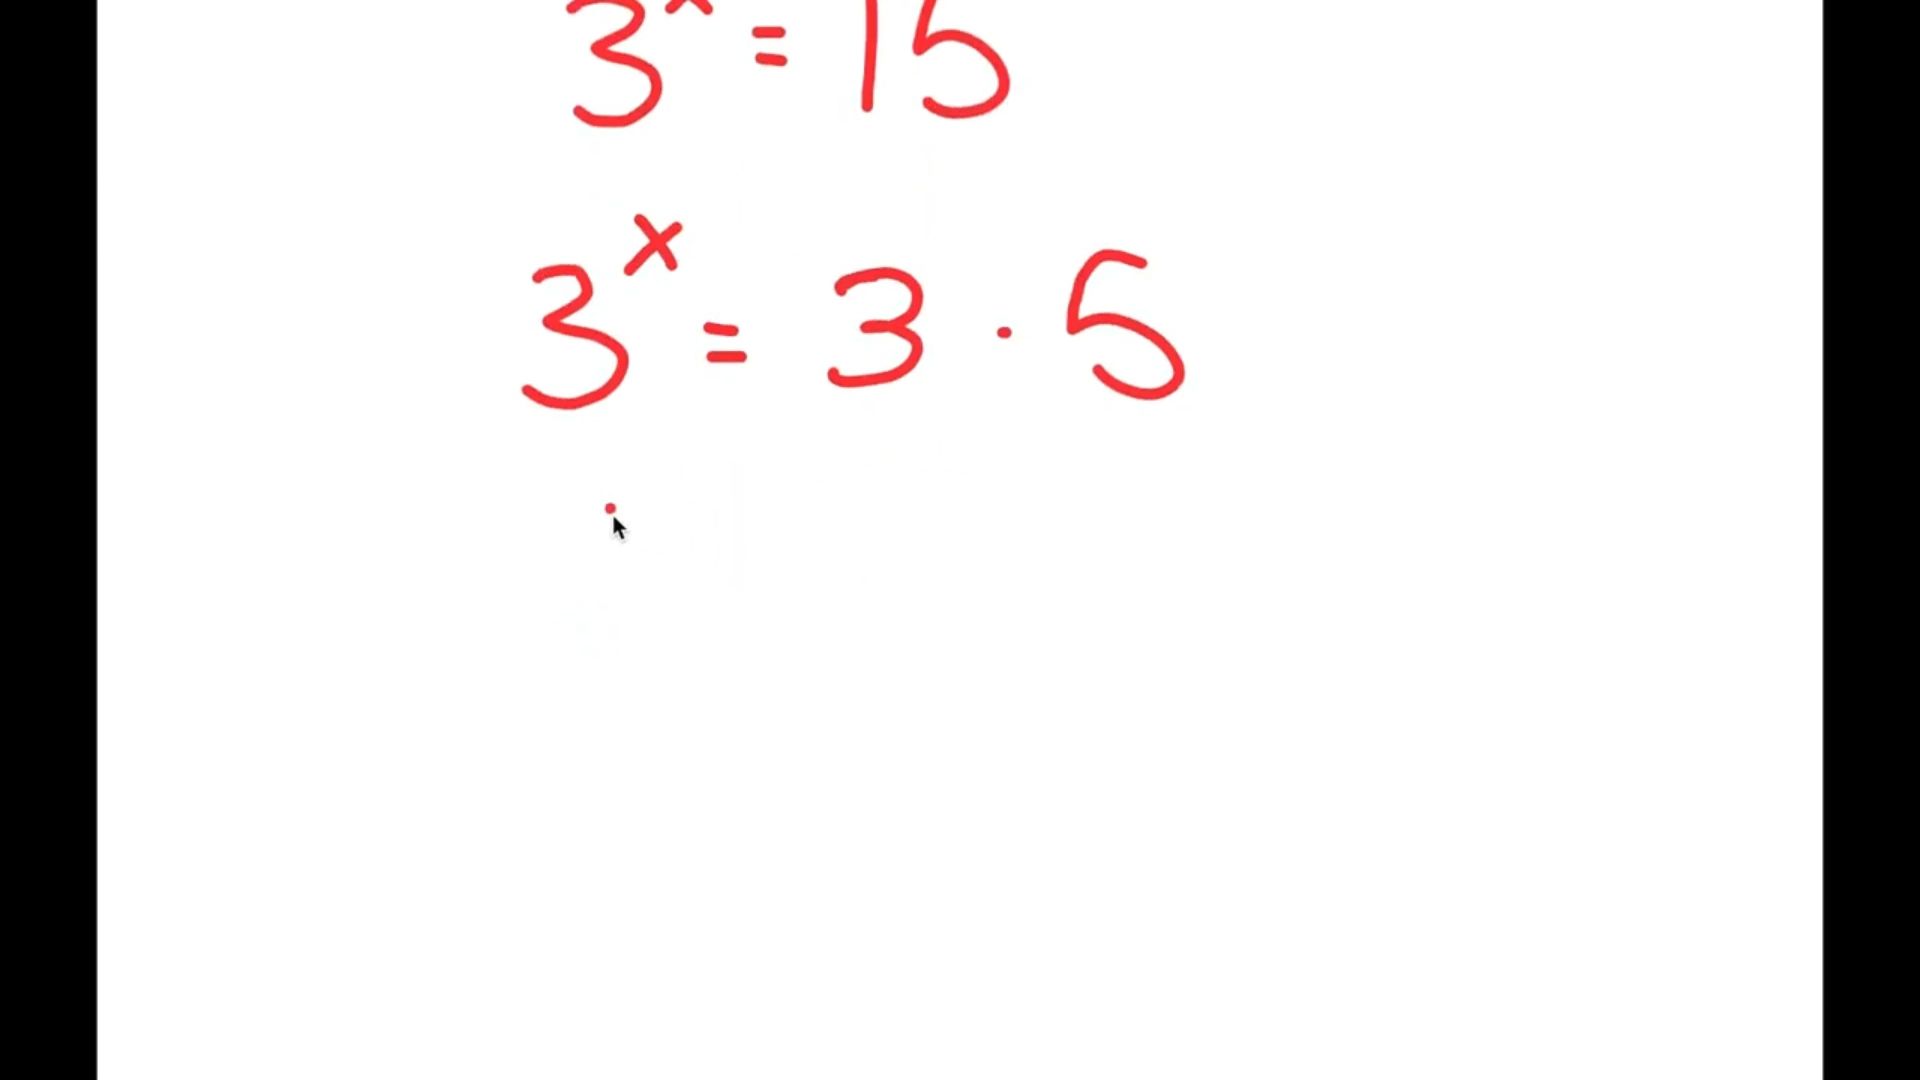 3^x = 15
3^x = 3 · 5